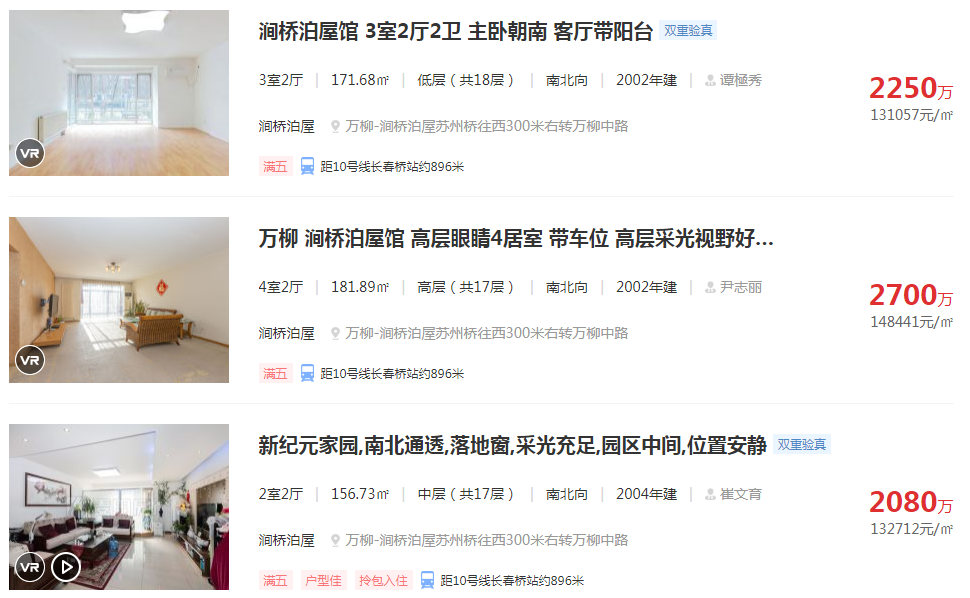 涧桥泊屋馆 3室2厅2卫 主卧朝南 客厅带阳台 双重验真
3室2厅 | 171.68㎡ | 低层（共18层） | 南北向 | 2002年建 | 谭極秀
2250万
131057元/㎡
涧桥泊屋 万柳-涧桥泊屋苏州桥往西300米右转万柳中路
VR
满五 距10号线长春桥站约896米
万柳 涧桥泊屋馆 高层眼睛4居室 带车位 高层采光视野好...
4室2厅 | 181.89㎡ | 高层（共17层） | 南北向 | 2002年建 | 尹志丽
2700万
148441元/㎡
涧桥泊屋 万柳-涧桥泊屋苏州桥往西300米右转万柳中路
VR
满五 距10号线长春桥站约896米
新纪元家园,南北通透,落地窗,采光充足,园区中间,位置安静 双重验真
2室2厅 | 156.73㎡ | 中层（共17层） | 南北向 | 2004年建 | 崔文育
2080万
132712元/㎡
涧桥泊屋 万柳-涧桥泊屋苏州桥往西300米右转万柳中路
VR
满五 户型佳 拎包入住 距10号线长春桥站约896米